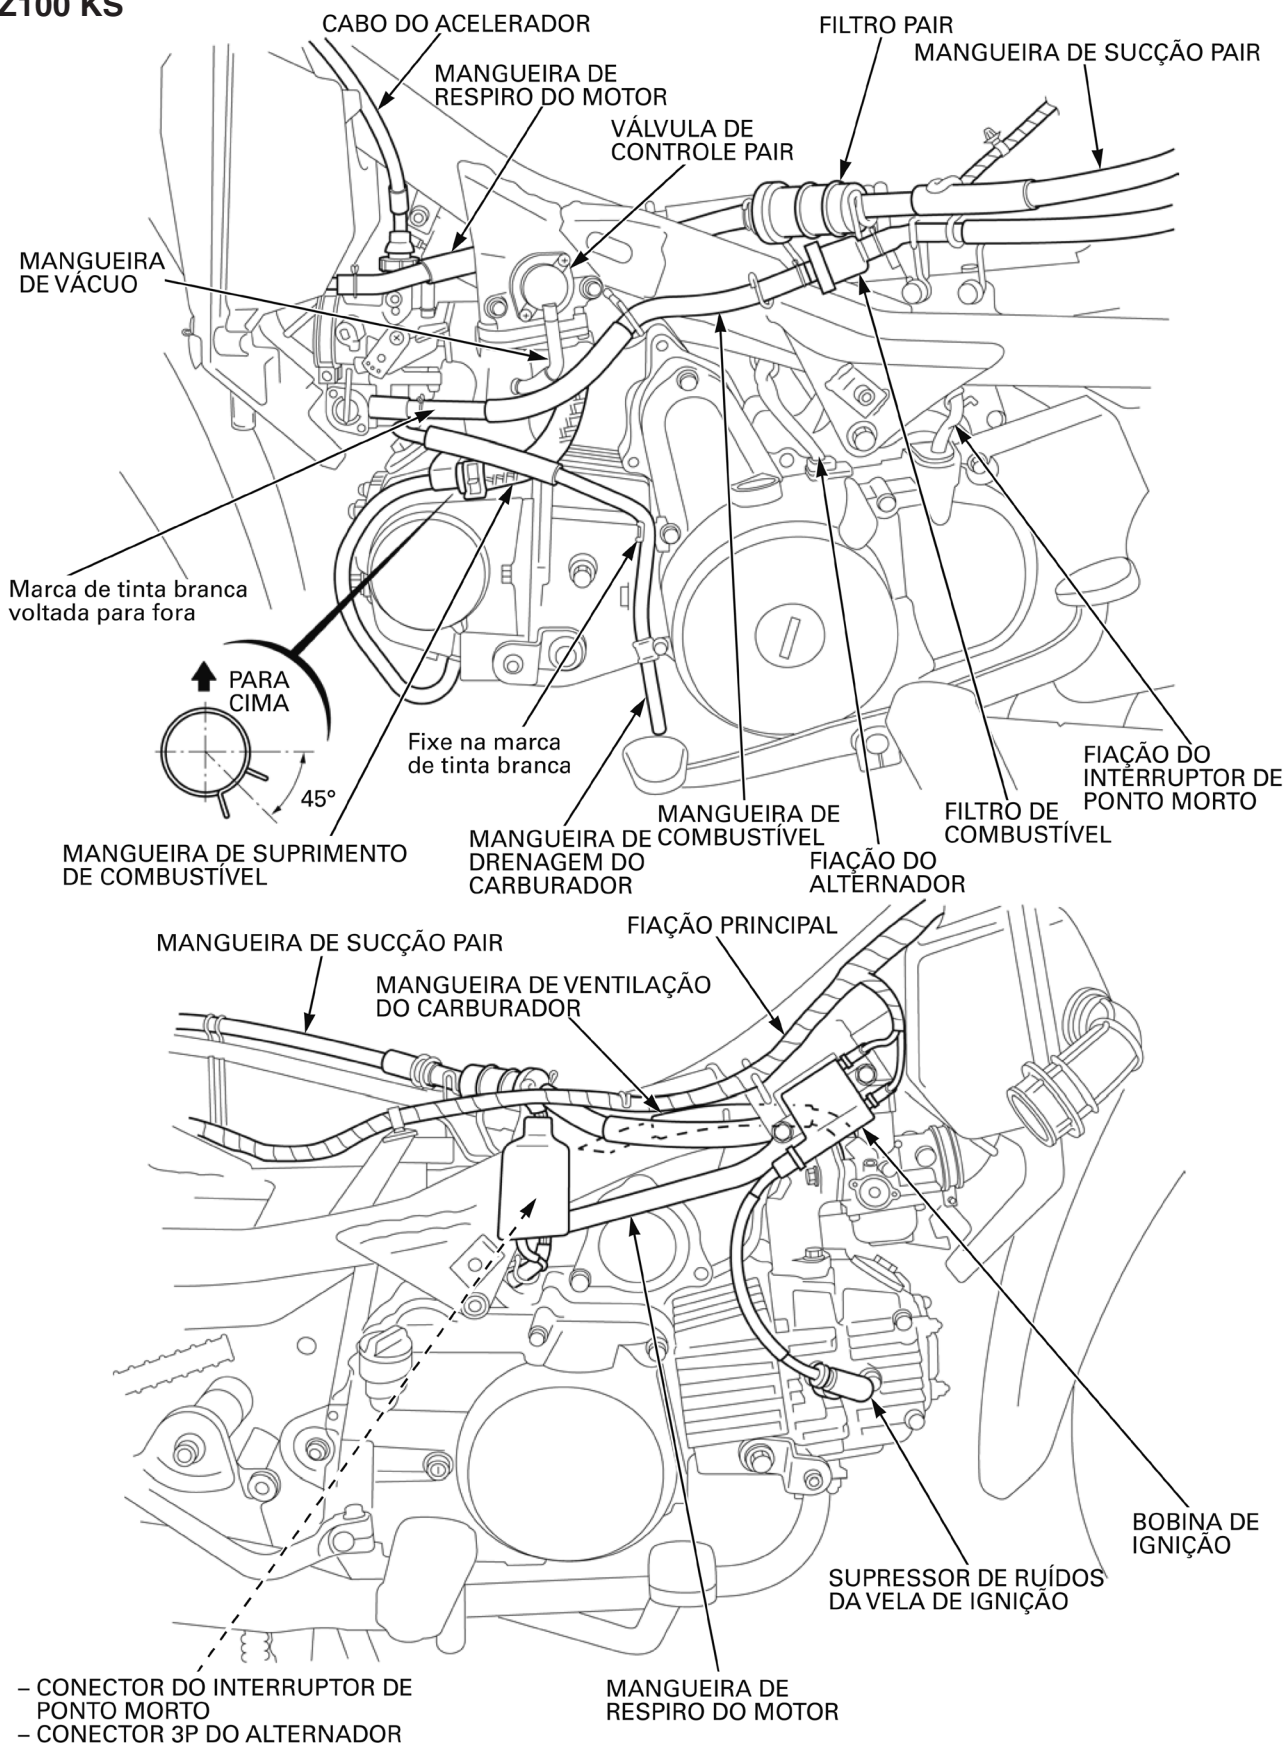 Z100 KS
CABO DO ACELERADOR
FILTRO PAIR
MANGUEIRA DE SUCÇÃO PAIR
MANGUEIRA DE
RESPIRO DO MOTOR
VÁLVULA DE
CONTROLE PAIR
MANGUEIRA
DE VÁCUO
Marca de tinta branca
voltada para fora
PARA
CIMA
45°
Fixe na marca
de tinta branca
MANGUEIRA DE SUPRIMENTO
DE COMBUSTÍVEL
MANGUEIRA DE
DRENAGEM DO
CARBURADOR
MANGUEIRA DE
COMBUSTÍVEL
FIAÇÃO DO
ALTERNADOR
FILTRO DE
COMBUSTÍVEL
FIAÇÃO DO
INTERRUPTOR DE
PONTO MORTO
MANGUEIRA DE SUCÇÃO PAIR
FIAÇÃO PRINCIPAL
MANGUEIRA DE VENTILAÇÃO
DO CARBURADOR
BOBINA DE
IGNIÇÃO
SUPRESSOR DE RUÍDOS
DA VELA DE IGNIÇÃO
MANGUEIRA DE
RESPIRO DO MOTOR
– CONECTOR DO INTERRUPTOR DE
PONTO MORTO
– CONECTOR 3P DO ALTERNADOR